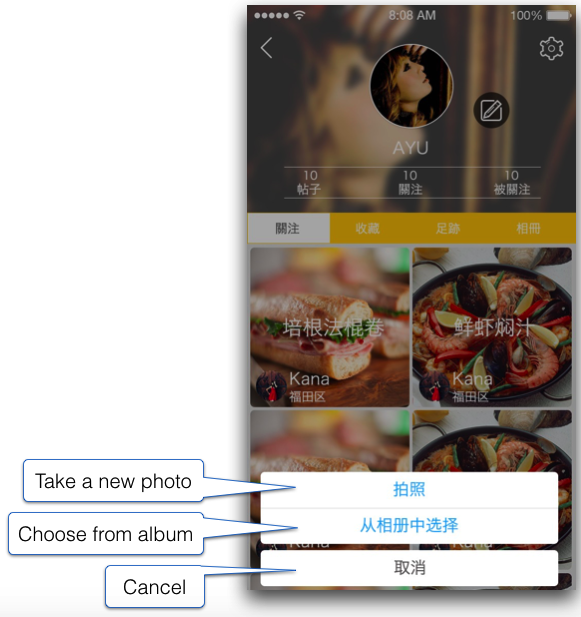 8:08 AM
100%
AYU
10
10
10
帖子
關注
被關注
關注
收藏
足跡
相冊
培根法棍卷
鲜虾焖汁
Kana
Kana
福田区
福田区
Take a new photo
拍照
Choose from album
从相册中选择
Cancel
取消